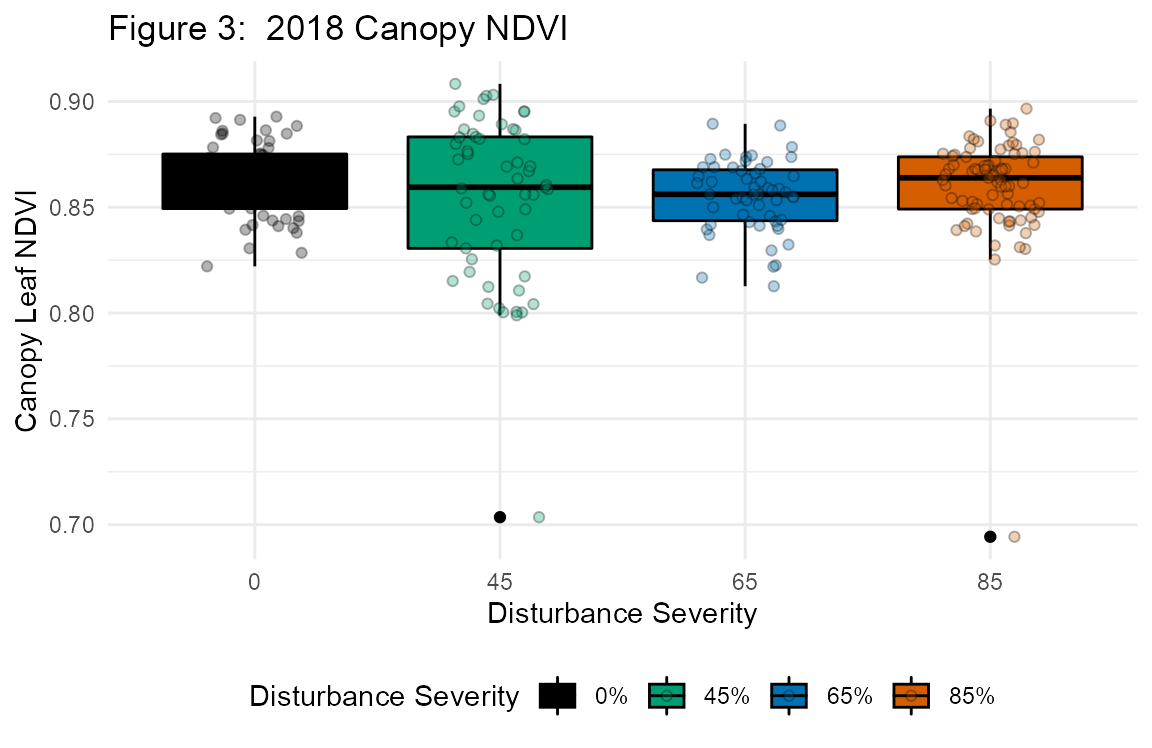 Figure 3:  2018 Canopy NDVI
Canopy Leaf NDVI
0.90
0.85
0.80
0.75
0.70
0 45 65 85
Disturbance Severity
Disturbance Severity 0% 45% 65% 85%